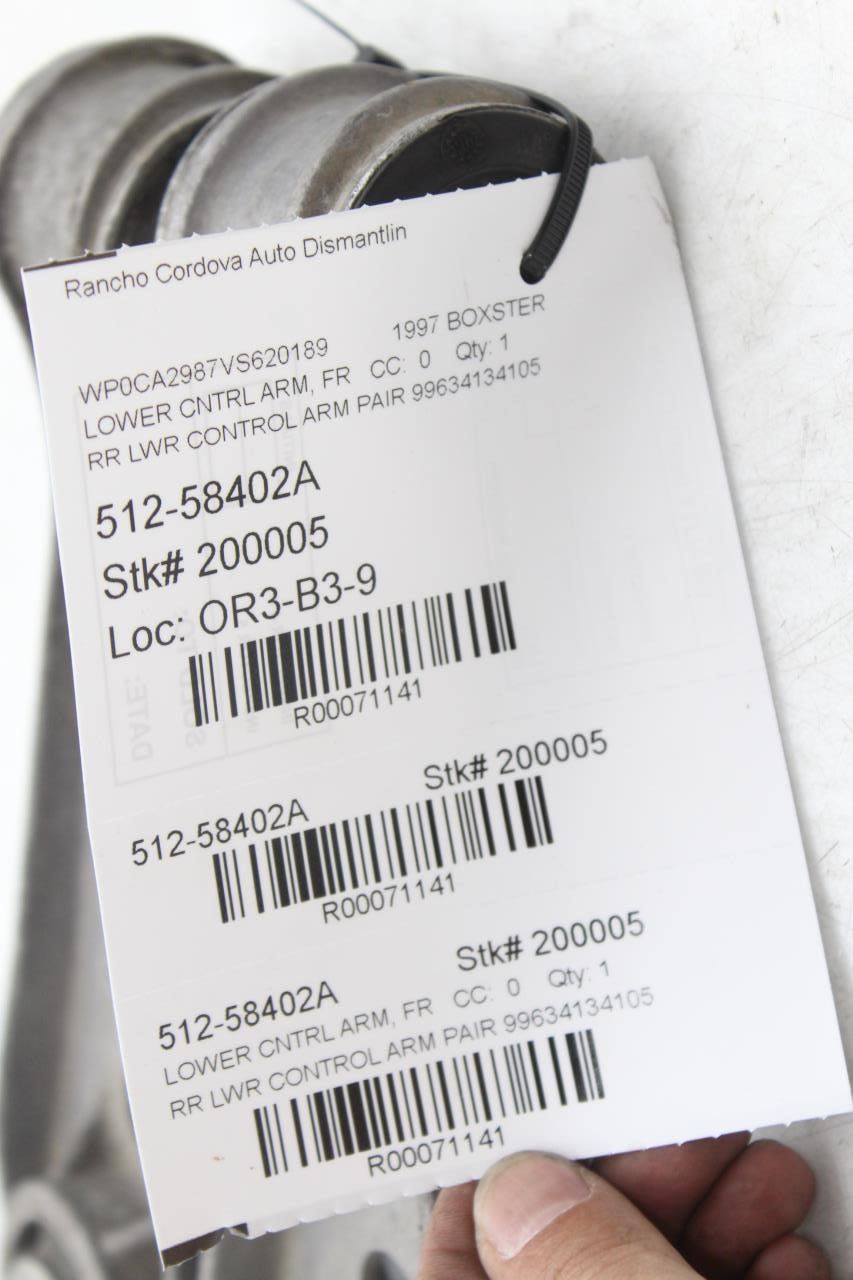 Rancho Cordova Auto Dismantlin
WP0CA2987VS620189 1997 BOXSTER
LOWER CNTRL ARM, FR CC: 0 Qty: 1
RR LWR CONTROL ARM PAIR 99634134105
512-58402A
Stk# 200005
Loc: OR3-B3-9
R00071141
512-58402A Stk# 200005
R00071141
512-58402A Stk# 200005
LOWER CNTRL ARM, FR CC: 0 Qty: 1
RR LWR CONTROL ARM PAIR 99634134105
R00071141
DATE: